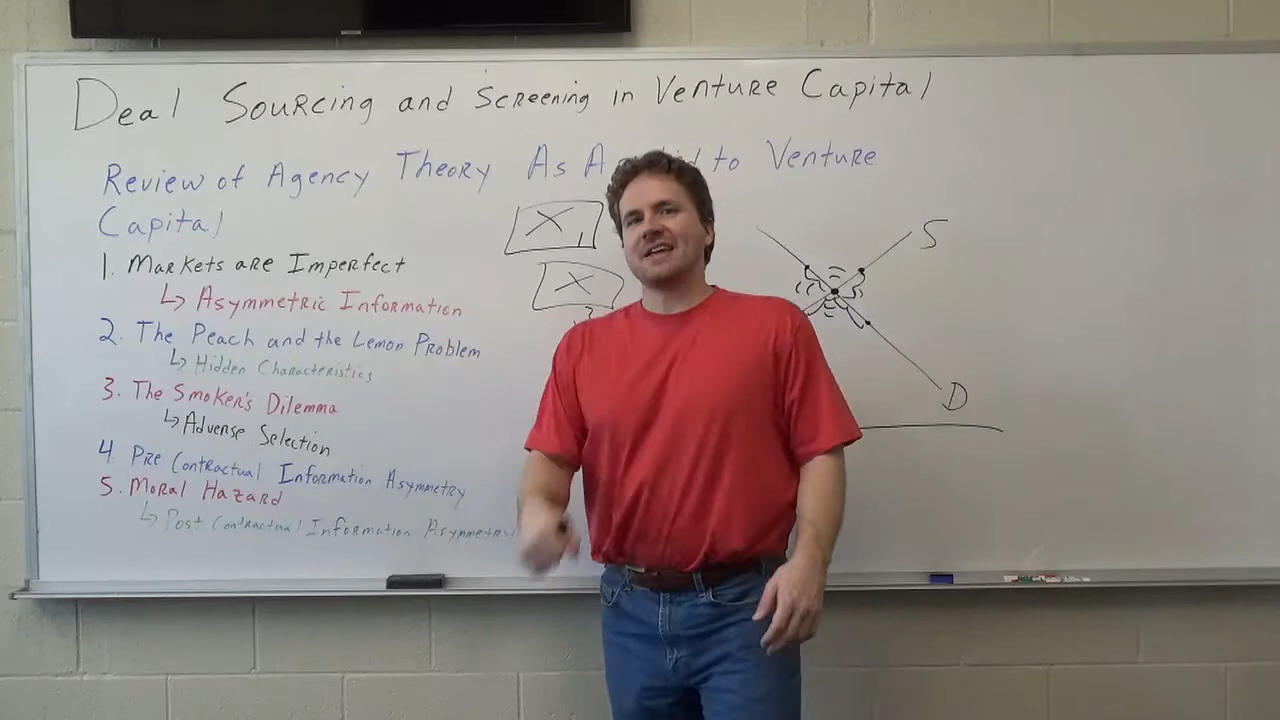 Deal Sourcing and Screening in Venture Capital
Review of Agency Theory As A to Venture
Capital
1. Markets are Imperfect
↳ Asymmetric Information
2. The Peach and the Lemon Problem
↳ Hidden Characteristics
3. The Smoker's Dilemma
↳ Adverse Selection
4 Pre Contractual Information Asymmetry
5. Moral Hazard
↳ Post Contractual Information Asymmetry
X1
X
S
D